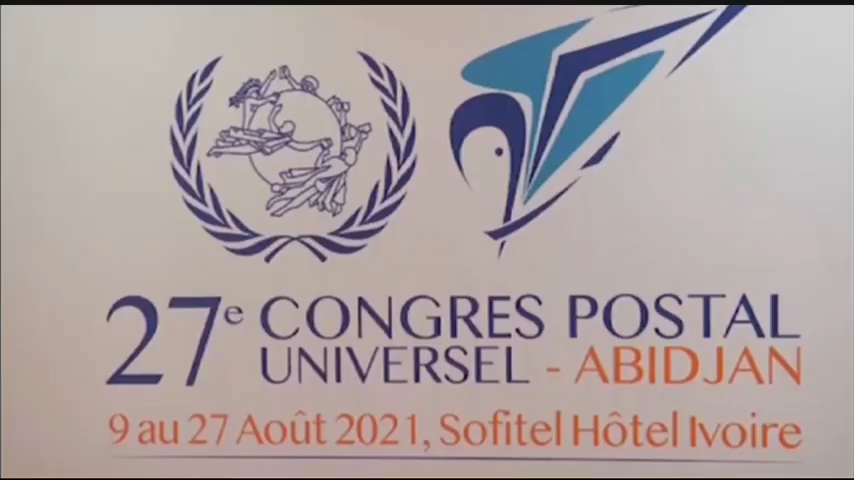 27e CONGRES POSTAL
UNIVERSEL - ABIDJAN
9 au 27 Août 2021, Sofitel Hôtel Ivoire